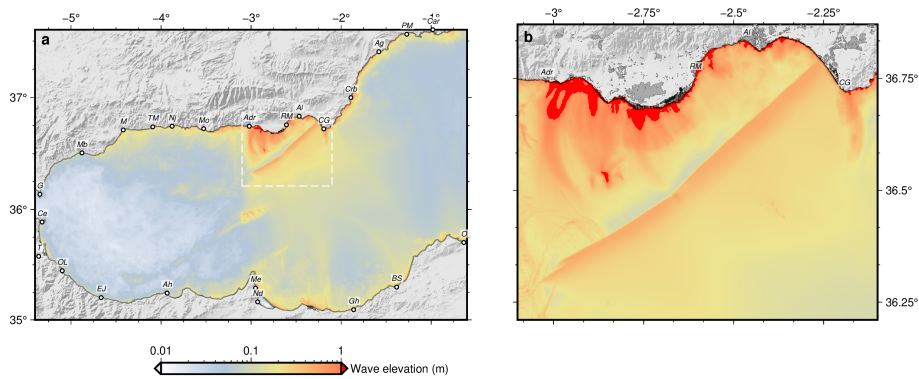 -5° -4° -3° -2° -1°
a
PM Car
Ag
37°
Crb
M TM Nj Mo Adr RM Al CG
Mb
G
36°
Ce
T
OL
EJ
Ah
Me
Nd
Gh
BS
O
35°
0.01 0.1 1
Wave elevation (m)
-3° -2.75° -2.5° -2.25°
b
Al
RM
Adr
CG
36.75°
36.5°
36.25°